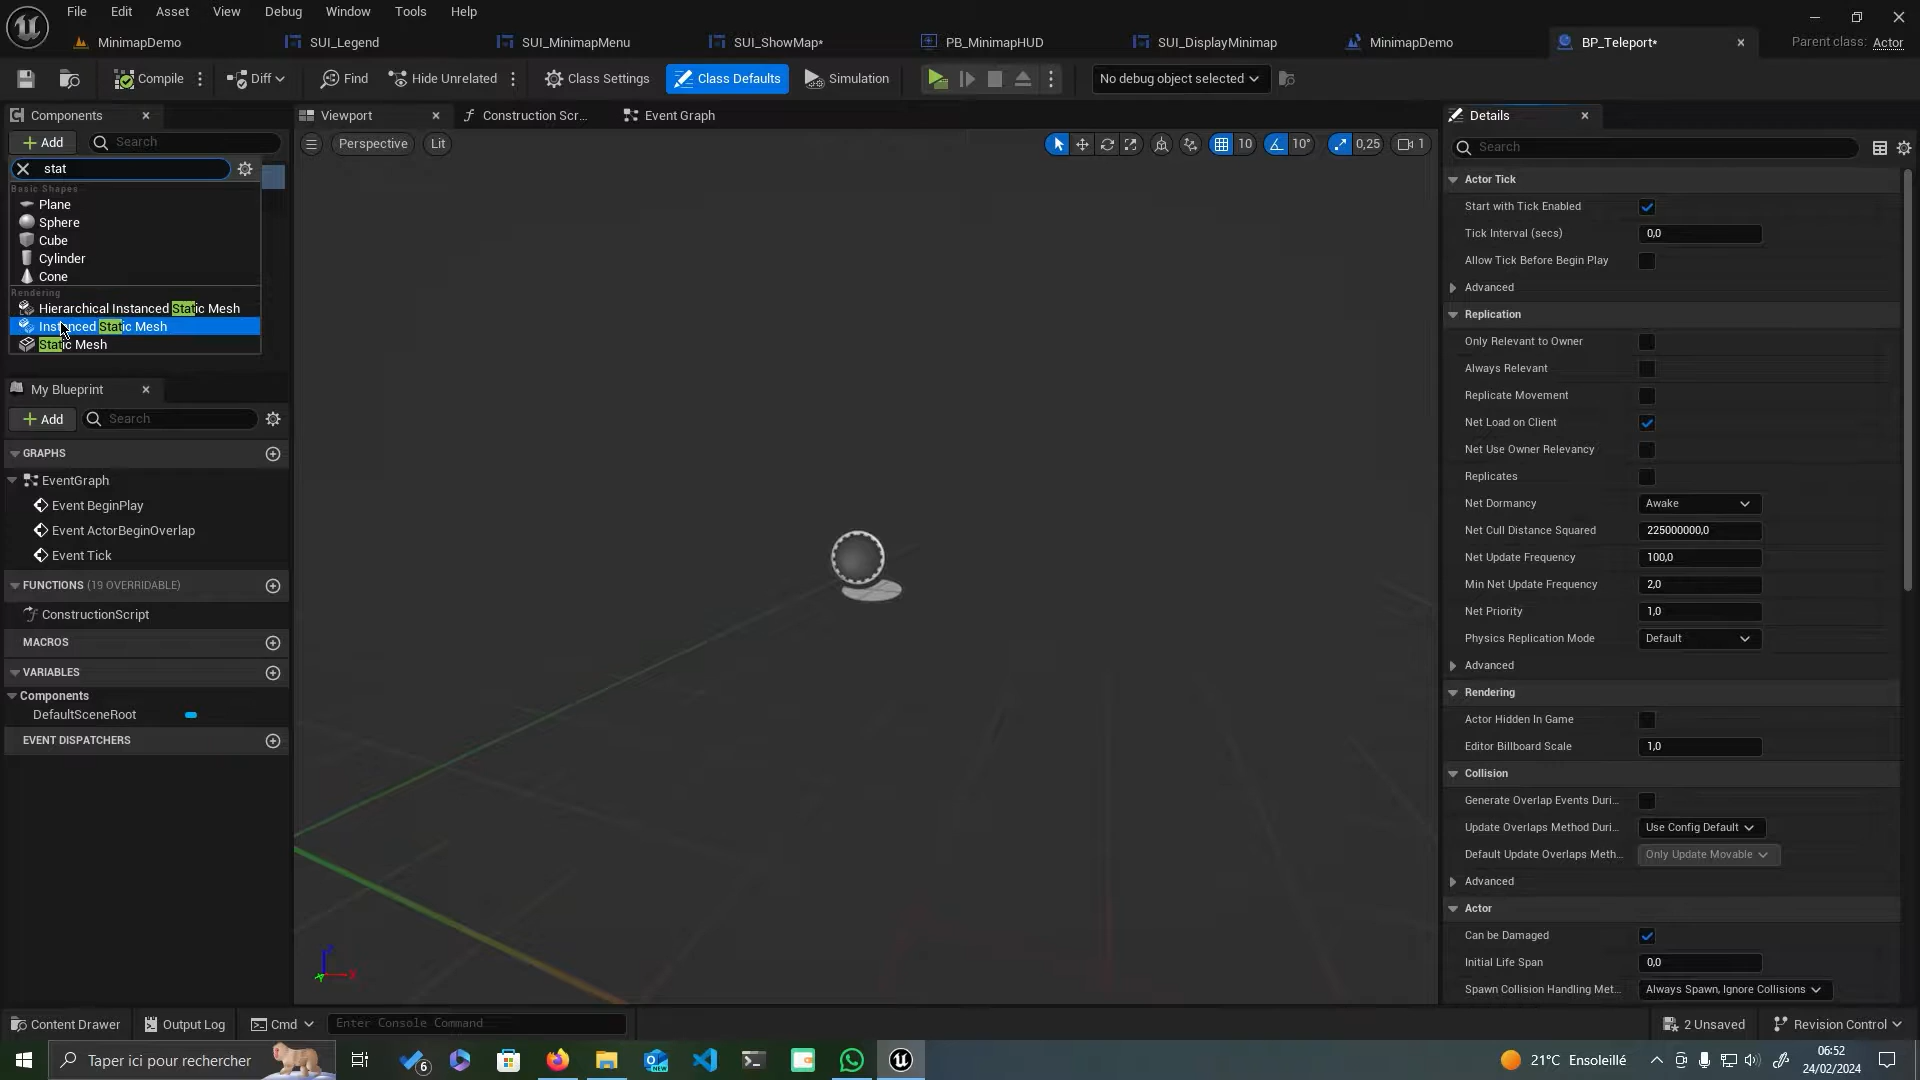 File Edit Asset View Debug Window Tools Help
MinimapDemo SUI_Legend SUI_MinimapMenu SUI_ShowMap* PB_MinimapHUD SUI_DisplayMinimap MinimapDemo BP_Teleport* Parent class: Actor
Compile Diff Find Hide Unrelated Class Settings Class Defaults Simulation No debug object selected
Components
Add Search
stat
Basic Shapes
Plane
Sphere
Cube
Cylinder
Cone
Rendering
Hierarchical Instanced Static Mesh
Instanced Static Mesh
Static Mesh
My Blueprint
Add Search
GRAPHS
EventGraph
Event BeginPlay
Event ActorBeginOverlap
Event Tick
FUNCTIONS (19 OVERRIDABLE)
ConstructionScript
MACROS
VARIABLES
Components
DefaultSceneRoot
EVENT DISPATCHERS
Viewport Construction Scr... Event Graph
Perspective Lit 10 10° 0,25 1
Z
X
Y
Details
Search
Actor Tick
Start with Tick Enabled
Tick Interval (secs) 0,0
Allow Tick Before Begin Play
Advanced
Replication
Only Relevant to Owner
Always Relevant
Replicate Movement
Net Load on Client
Net Use Owner Relevancy
Replicates
Net Dormancy Awake
Net Cull Distance Squared 225000000,0
Net Update Frequency 100,0
Min Net Update Frequency 2,0
Net Priority 1,0
Physics Replication Mode Default
Advanced
Rendering
Actor Hidden In Game
Editor Billboard Scale 1,0
Collision
Generate Overlap Events Duri...
Update Overlaps Method Duri... Use Config Default
Default Update Overlaps Meth... Only Update Movable
Advanced
Actor
Can be Damaged
Initial Life Span 0,0
Spawn Collision Handling Met... Always Spawn, Ignore Collisions
Content Drawer Output Log Cmd Enter Console Command 2 Unsaved Revision Control
Taper ici pour rechercher 6 NEW 21°C Ensoleillé 06:52
24/02/2024